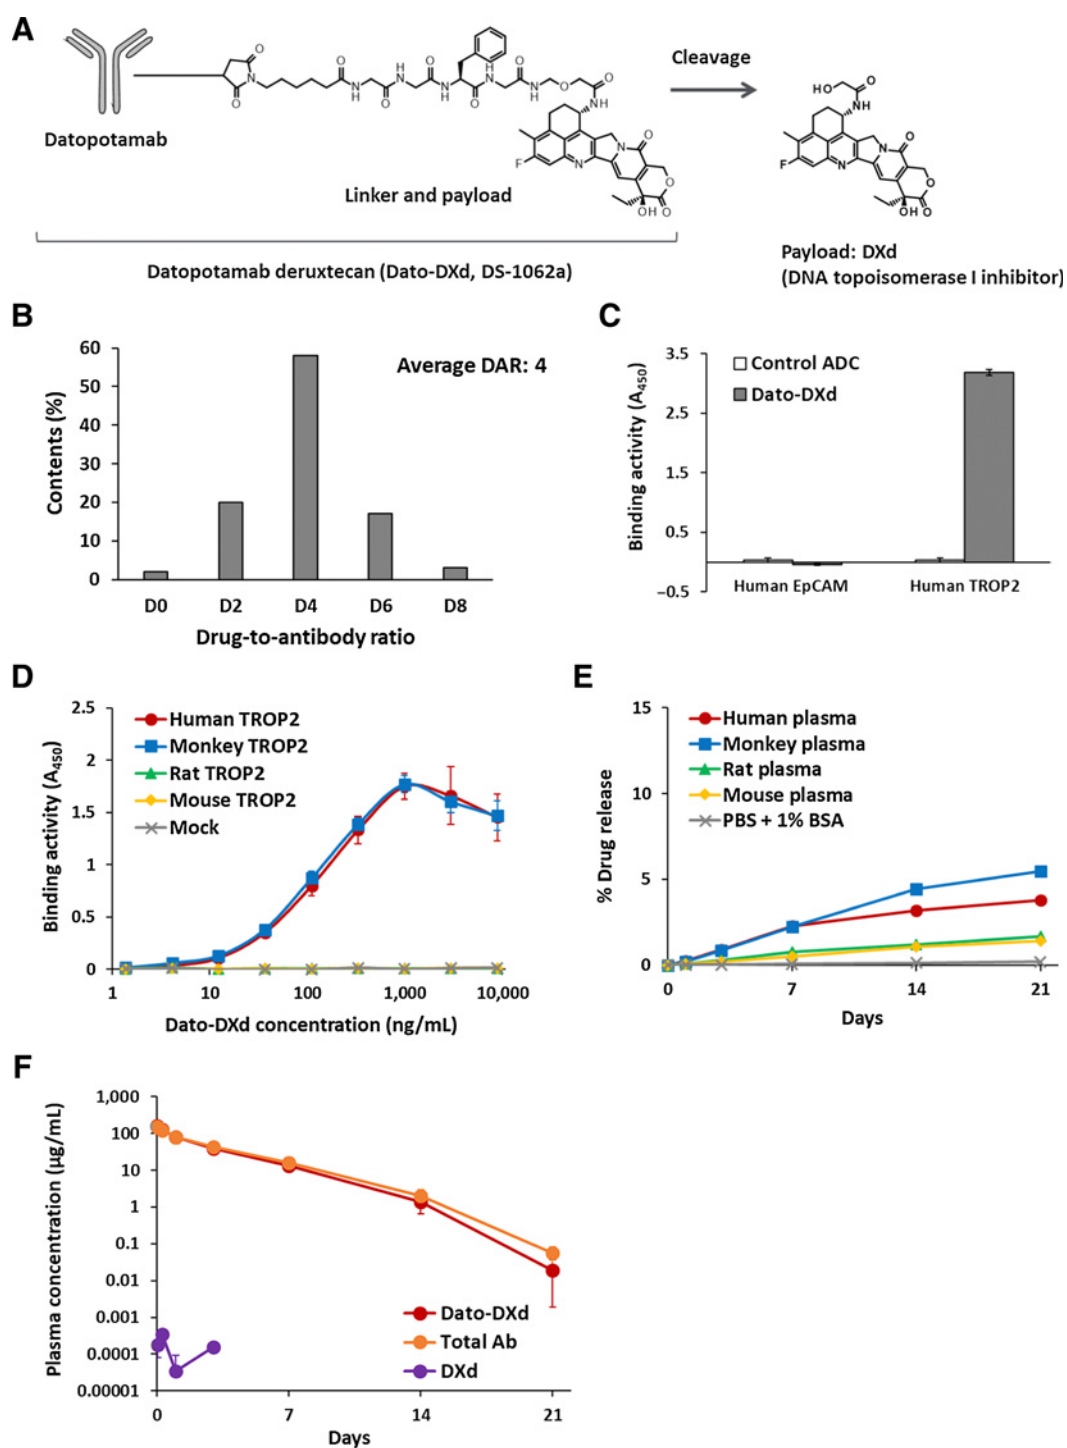 A
Cleavage
Datopotamab
Linker and payload
Datopotamab deruxtecan (Dato-DXd, DS-1062a)
Payload: DXd
(DNA topoisomerase I inhibitor)
O
N
O
O
N
H
O
H
N
O
N
H
O
H
N
O
N
H
O
O
NH
F
N
N
O
O
OH
O
HO
O
NH
F
N
N
O
O
OH
O
B
Contents (%)
60
50
40
30
20
10
0
Average DAR: 4
D0 D2 D4 D6 D8
Drug-to-antibody ratio
C
Binding activity (A450)
3.5
2.5
1.5
0.5
−0.5
Control ADC
Dato-DXd
Human EpCAM Human TROP2
D
Binding activity (A450)
2.5
2
1.5
1
0.5
0
Human TROP2
Monkey TROP2
Rat TROP2
Mouse TROP2
Mock
1 10 100 1,000 10,000
Dato-DXd concentration (ng/mL)
E
% Drug release
15
10
5
0
Human plasma
Monkey plasma
Rat plasma
Mouse plasma
PBS + 1% BSA
0 7 14 21
Days
F
Plasma concentration (μg/mL)
1,000
100
10
1
0.1
0.01
0.001
0.0001
0.00001
Dato-DXd
Total Ab
DXd
0 7 14 21
Days